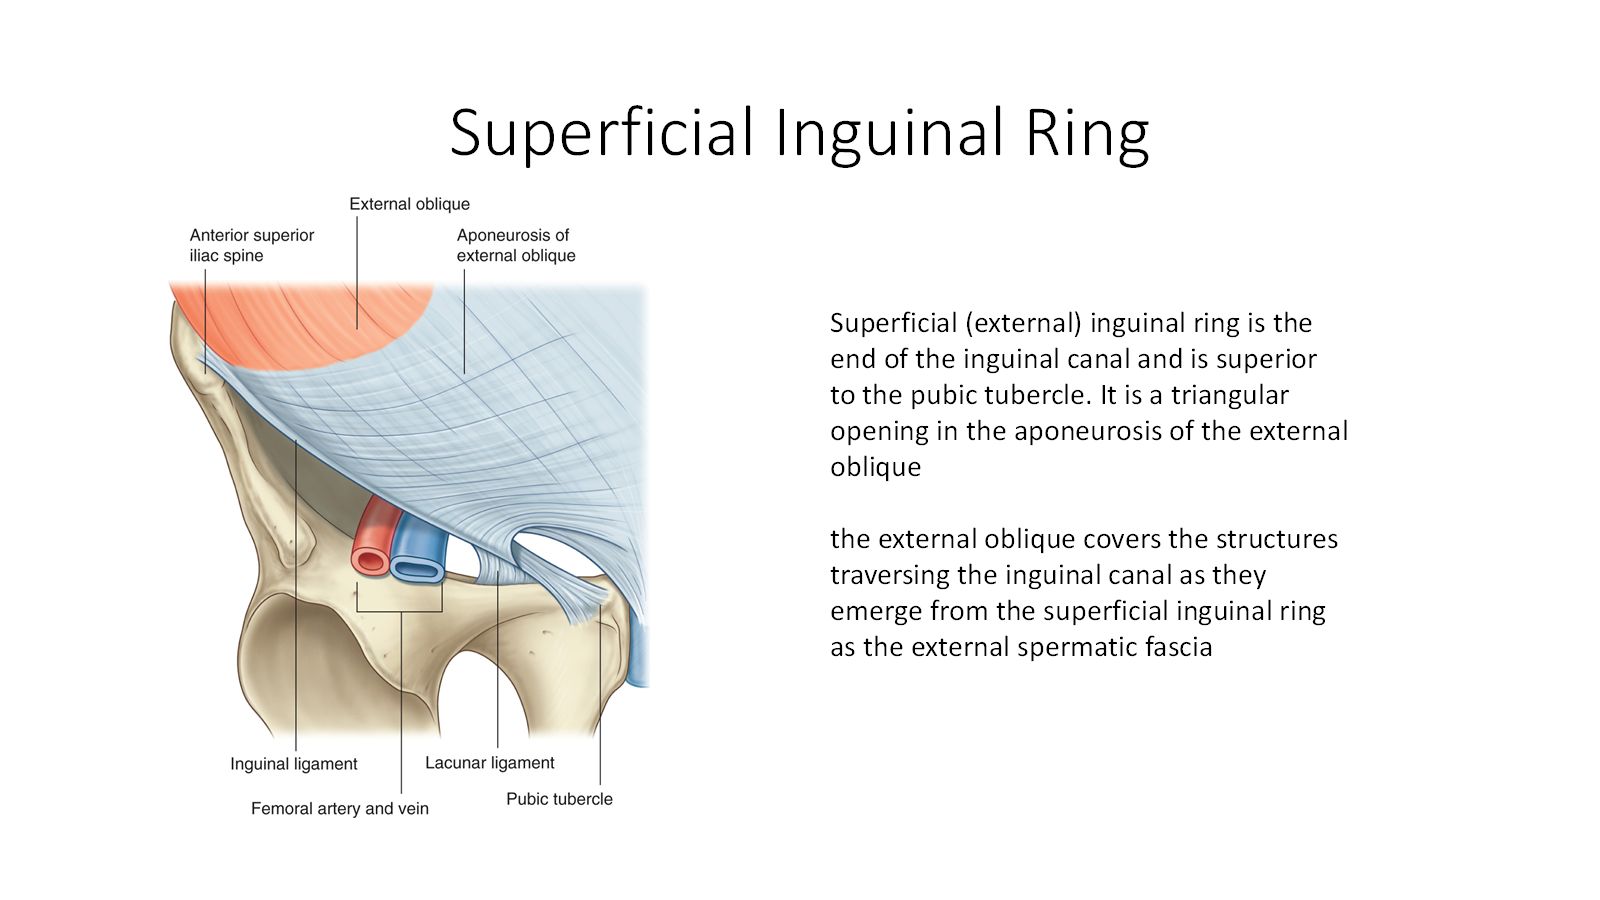 Superficial Inguinal Ring
External oblique
Anterior superior
iliac spine
Aponeurosis of
external oblique
Inguinal ligament
Lacunar ligament
Femoral artery and vein
Pubic tubercle
Superficial (external) inguinal ring is the
end of the inguinal canal and is superior
to the pubic tubercle. It is a triangular
opening in the aponeurosis of the external
oblique
the external oblique covers the structures
traversing the inguinal canal as they
emerge from the superficial inguinal ring
as the external spermatic fascia